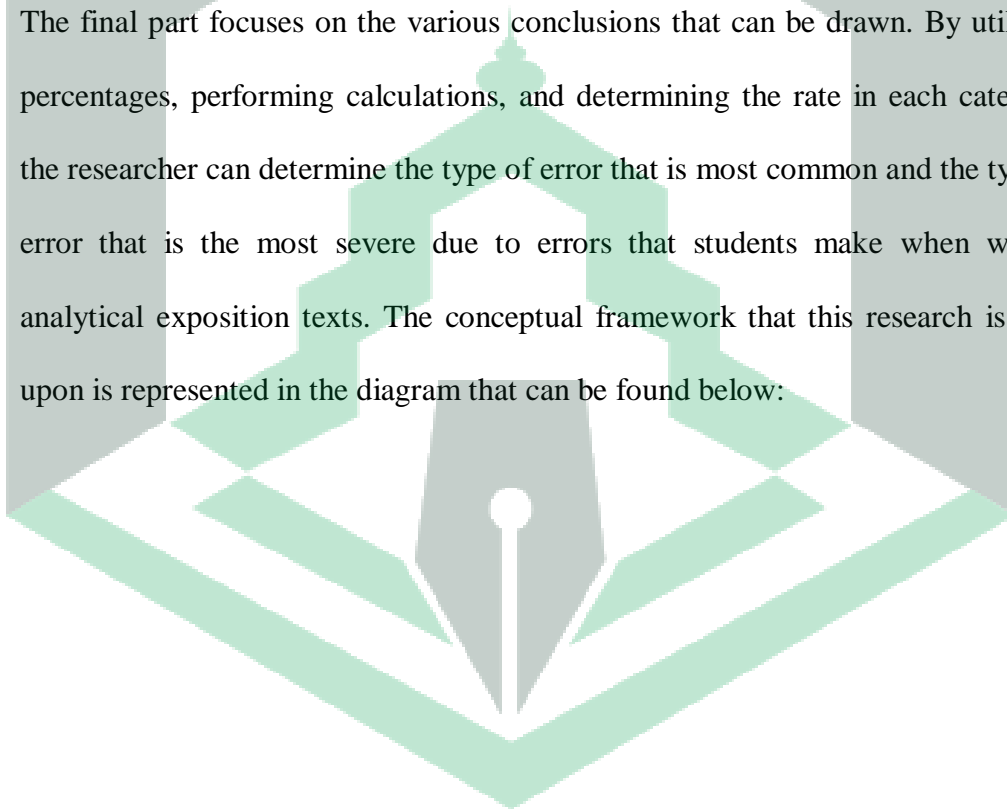 The final part focuses on the various conclusions that can be drawn. By util
percentages, performing calculations, and determining the rate in each cate
the researcher can determine the type of error that is most common and the ty
error that is the most severe due to errors that students make when w
analytical exposition texts. The conceptual framework that this research is
upon is represented in the diagram that can be found below: